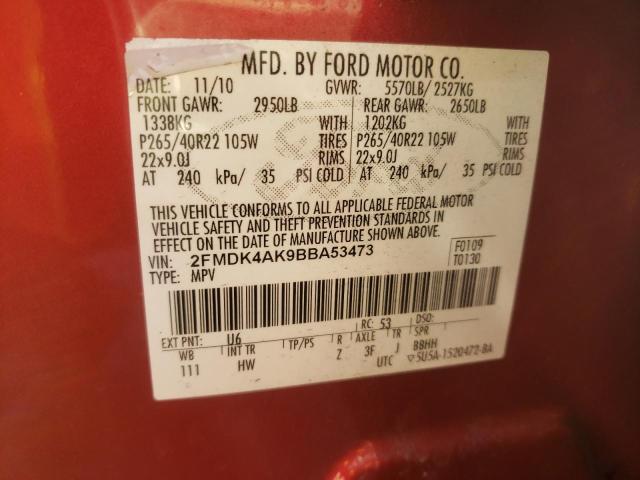 MFD. BY FORD MOTOR CO.
DATE: 11/10 GVWR: 5570LB/ 2527KG
FRONT GAWR: 2950LB REAR GAWR: 2650LB
1338KG WITH 1202KG WITH
P265/40R22 105W TIRES P265/40R22 105W TIRES
22x9.0J RIMS 22x9.0J RIMS
AT 240 kPa/ 35 PSI COLD AT 240 kPa/ 35 PSI COLD
THIS VEHICLE CONFORMS TO ALL APPLICABLE FEDERAL MOTOR
VEHICLE SAFETY AND THEFT PREVENTION STANDARDS IN
EFFECT ON THE DATE OF MANUFACTURE SHOWN ABOVE.
VIN: 2FMDK4AK9BBA53473 F0109
TYPE: MPV T0130
EXT PNT: U6 RC: 53 DSO:
WB INT TR TP/PS R AXLE TR SPR
111 HW Z 3F J BBHH
UTC ▽5U5A-1520472-BA